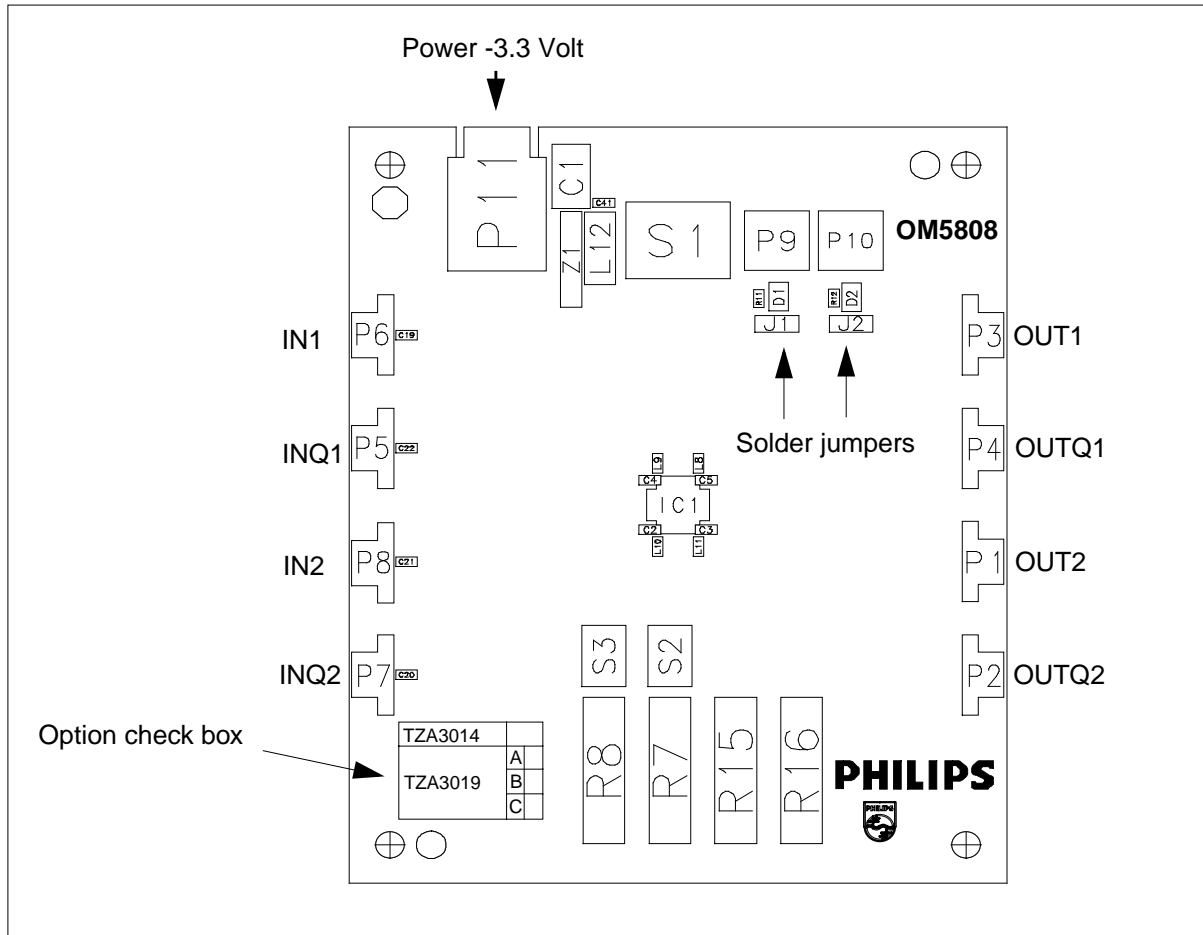 Power -3.3 Volt
P11
C1
C41
Z1
L12
S1
P9
P10
OM5808
R11
D1
R12
D2
J1
J2
IN1
P6
C19
P3
OUT1
Solder jumpers
INQ1
P5
C22
P4
OUTQ1
L9
L8
C4
C5
IC1
C2
C3
L10
L11
IN2
P8
C21
P1
OUT2
S3
S2
INQ2
P7
C20
P2
OUTQ2
Option check box
TZA3014
TZA3019
A
B
C
R8
R7
R15
R16
PHILIPS
PHILIPS